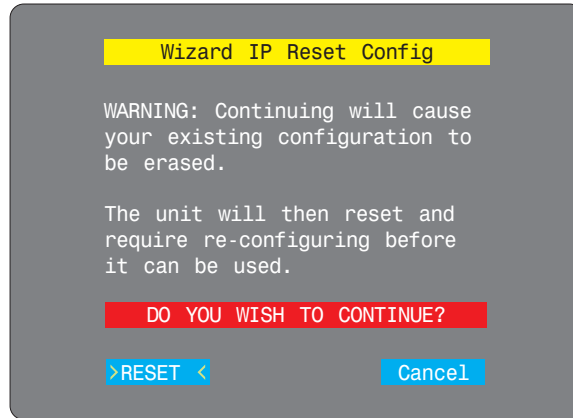 Wizard IP Reset Config
WARNING: Continuing will cause
your existing configuration to
be erased.
The unit will then reset and
require re-configuring before
it can be used.
DO YOU WISH TO CONTINUE?
>RESET < Cancel